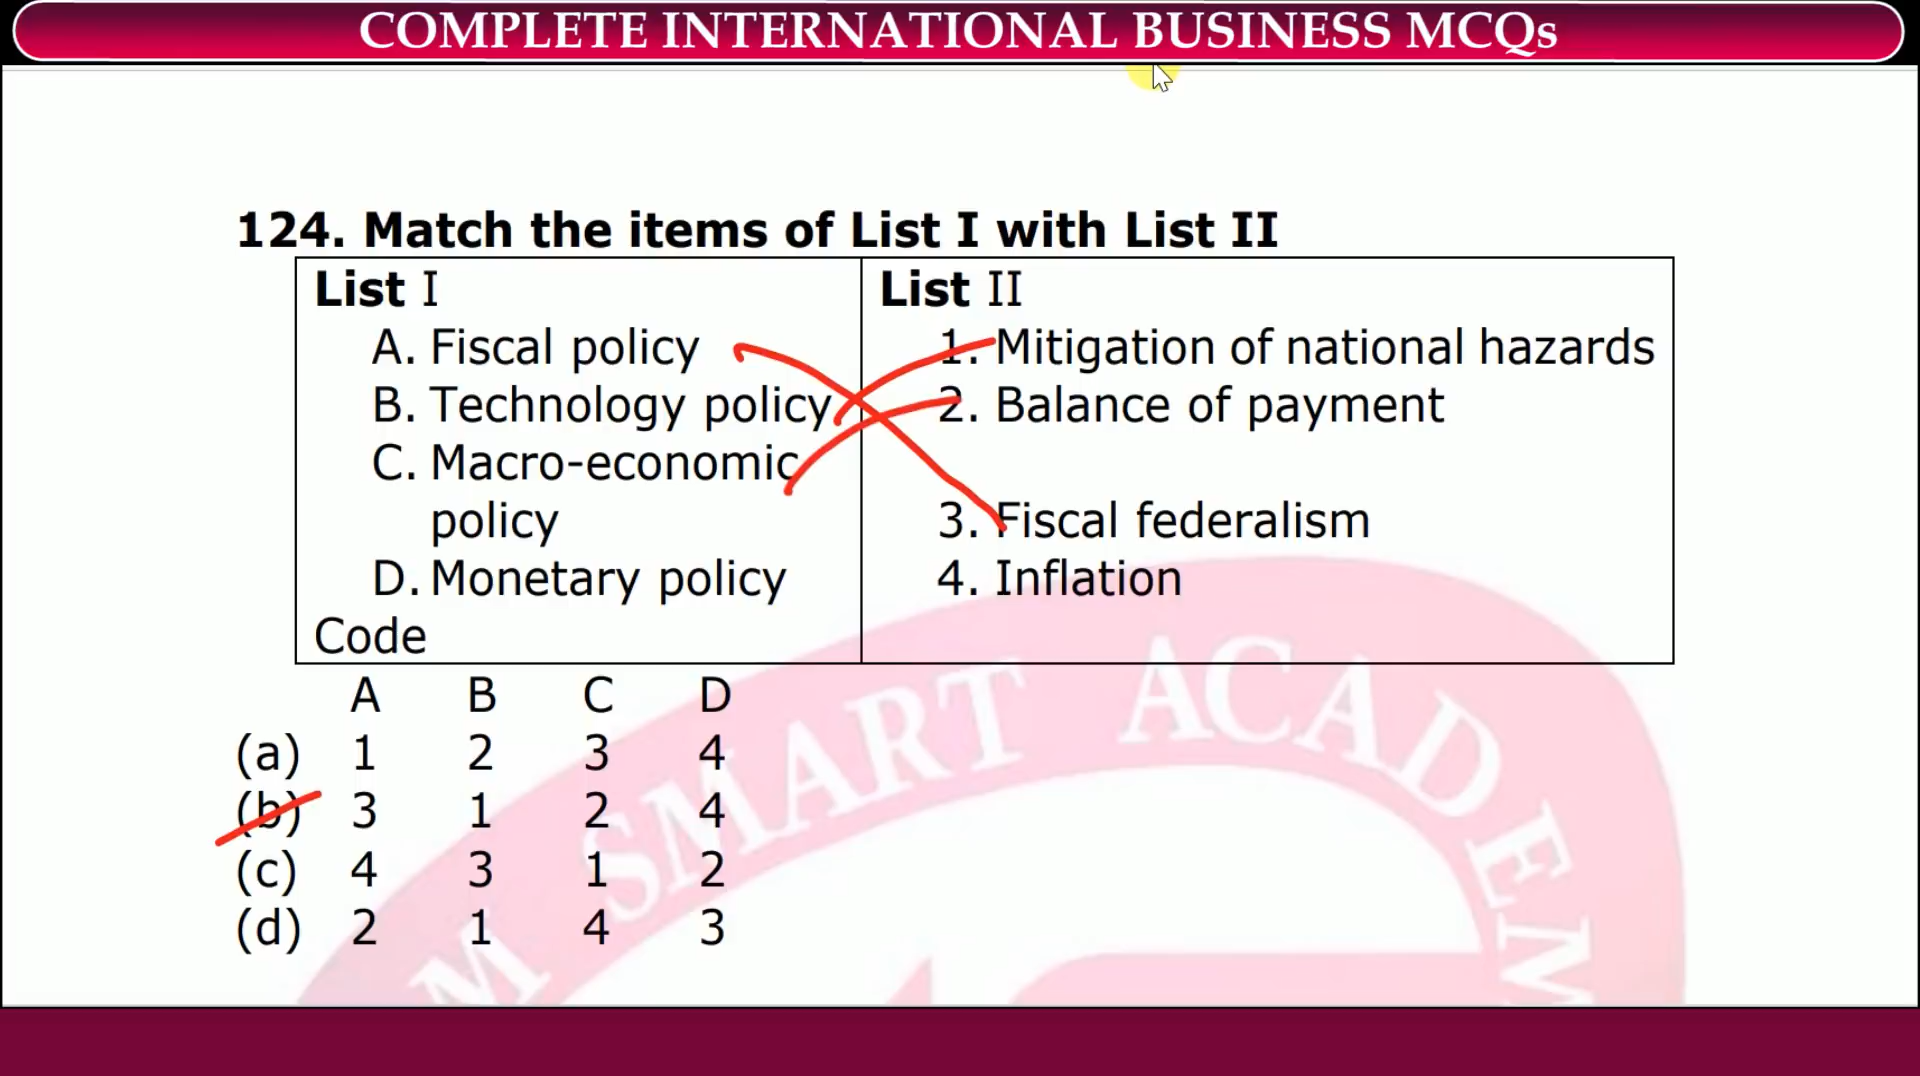 COMPLETE INTERNATIONAL BUSINESS MCQs
124. Match the items of List I with List II
List I
A. Fiscal policy
B. Technology policy
C. Macro-economic
policy
D. Monetary policy
Code
List II
1. Mitigation of national hazards
2. Balance of payment
3. Fiscal federalism
4. Inflation
A B C D
(a) 1 2 3 4
(b) 3 1 2 4
(c) 4 3 1 2
(d) 2 1 4 3
M SMART ACADEM